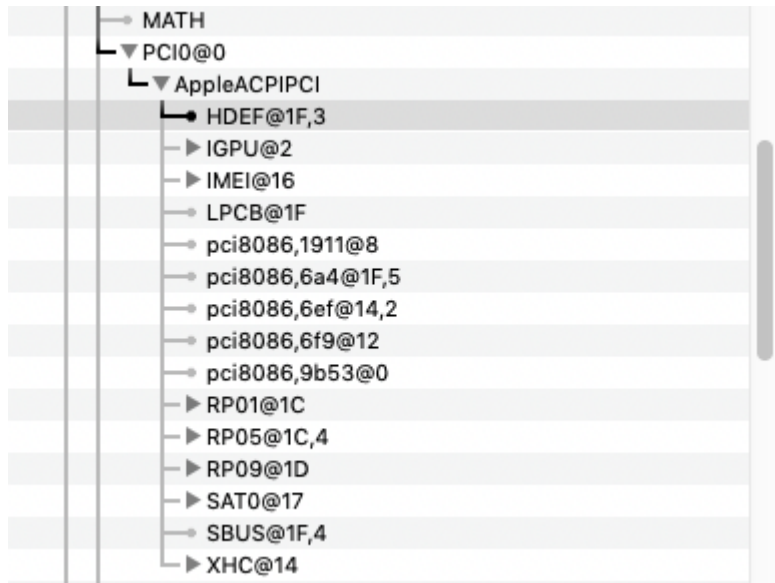 MATH
PCI0@0
AppleACPIPCI
HDEF@1F,3
IGPU@2
IMEI@16
LPCB@1F
pci8086,1911@8
pci8086,6a4@1F,5
pci8086,6ef@14,2
pci8086,6f9@12
pci8086,9b53@0
RP01@1C
RP05@1C,4
RP09@1D
SAT0@17
SBUS@1F,4
XHC@14